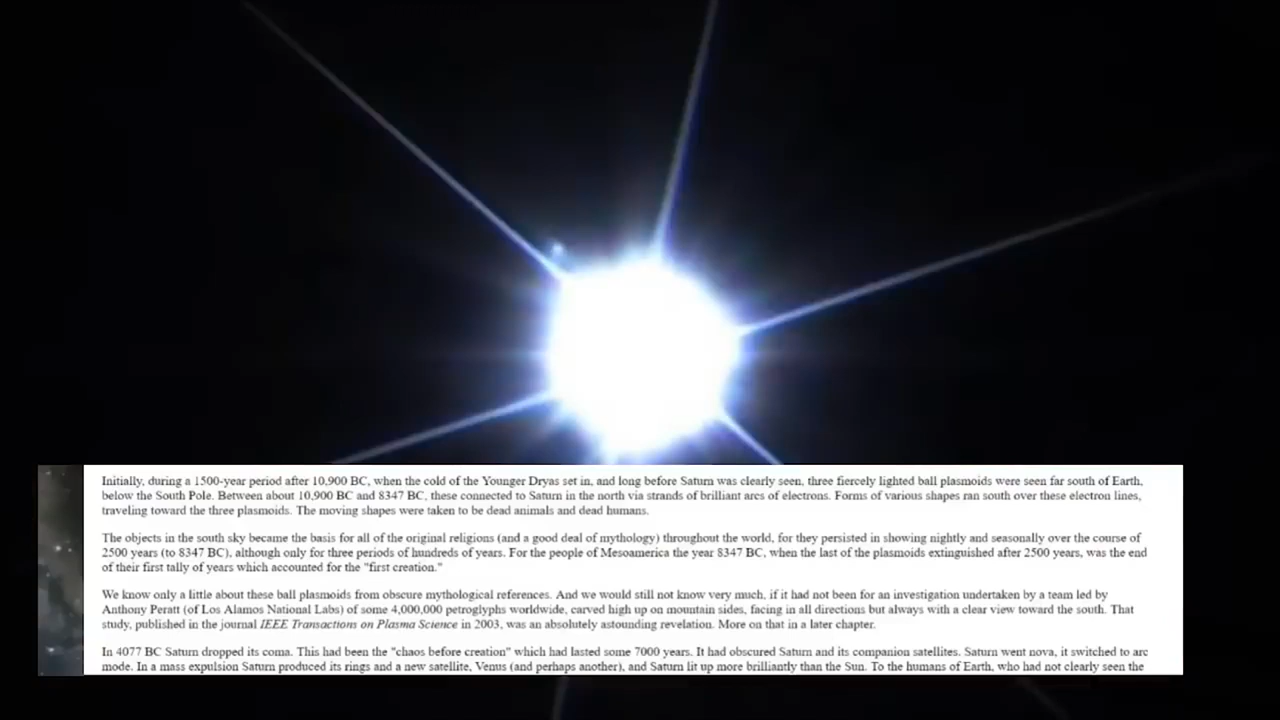 Initially, during a 1500-year period after 10,900 BC, when the cold of the Younger Dryas set in, and long before Saturn was clearly seen, three fiercely lighted ball plasmoids were seen far south of Earth,
below the South Pole. Between about 10,900 BC and 8347 BC, these connected to Saturn in the north via strands of brilliant arcs of electrons. Forms of various shapes ran south over these electron lines,
traveling toward the three plasmoids. The moving shapes were taken to be dead animals and dead humans.
The objects in the south sky became the basis for all of the original religions (and a good deal of mythology) throughout the world, for they persisted in showing nightly and seasonally over the course of
2500 years (to 8347 BC), although only for three periods of hundreds of years. For the people of Mesoamerica the year 8347 BC, when the last of the plasmoids extinguished after 2500 years, was the end
of their first tally of years which accounted for the "first creation."
We know only a little about these ball plasmoids from obscure mythological references. And we would still not know very much, if it had not been for an investigation undertaken by a team led by
Anthony Peratt (of Los Alamos National Labs) of some 4,000,000 petroglyphs worldwide, carved high up on mountain sides, facing in all directions but always with a clear view toward the south. That
study, published in the journal IEEE Transactions on Plasma Science in 2003, was an absolutely astounding revelation. More on that in a later chapter.
In 4077 BC Saturn dropped its coma. This had been the "chaos before creation" which had lasted some 7000 years. It had obscured Saturn and its companion satellites. Saturn went nova, it switched to arc
mode. In a mass expulsion Saturn produced its rings and a new satellite, Venus (and perhaps another), and Saturn lit up more brilliantly than the Sun. To the humans of Earth, who had not clearly seen the